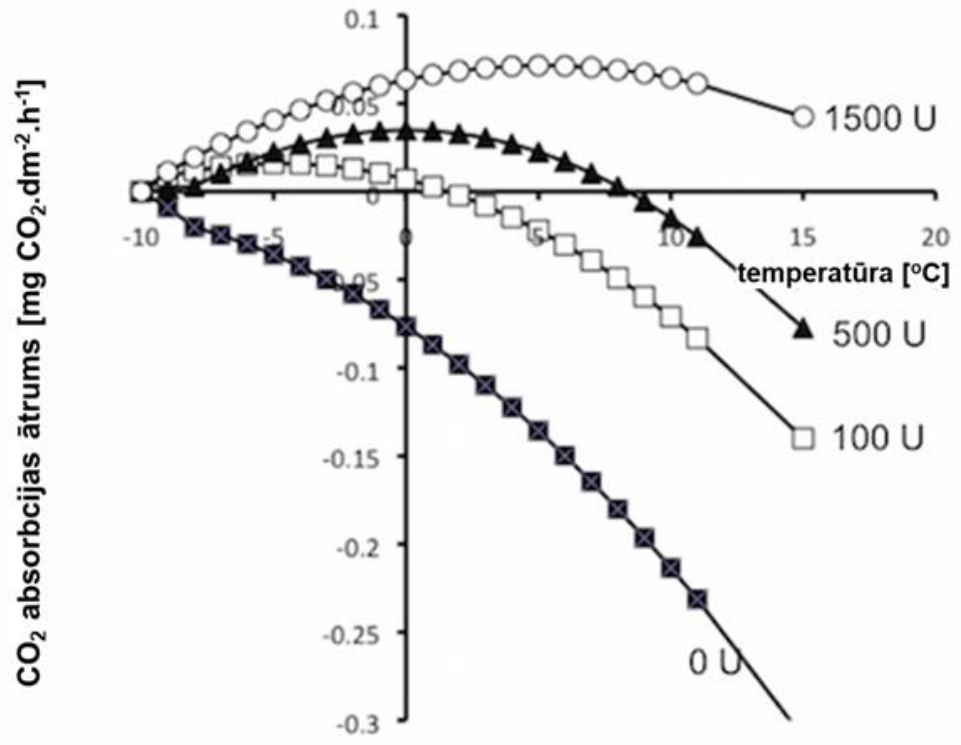 CO₂ absorbcijas ātrums [mg CO₂.dm⁻².h⁻¹]
0.1
0.05
0
-0.05
-0.1
-0.15
-0.2
-0.25
-0.3
-10
-5
0
5
10
15
20
temperatūra [ᵒC]
1500 U
500 U
100 U
0 U